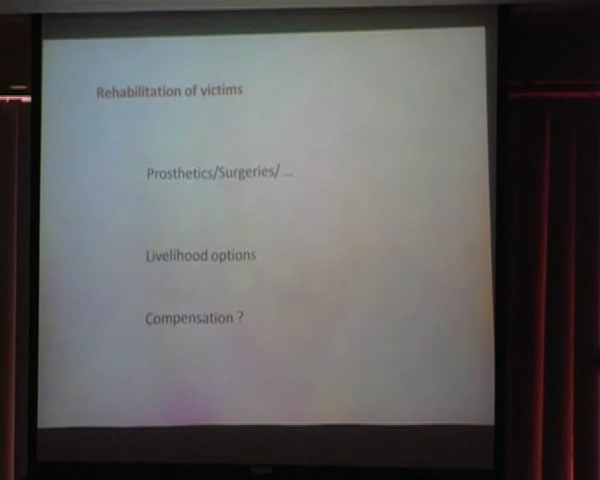 Rehabilitation of victims
Prosthetics/Surgeries/ ...
Livelihood options
Compensation ?